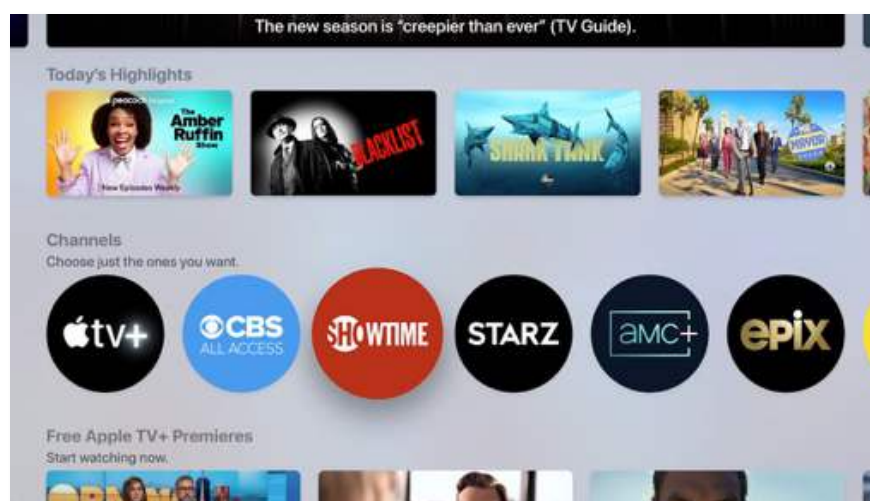 The new season is “creepier than ever” (TV Guide).
Today's Highlights
peacock
The
Amber
Ruffin
Show
New Episodes Weekly
BLACKLIST
SHARK TANK
abc
MAYOR
Channels
Choose just the ones you want.
tv+
CBS
ALL ACCESS
SHOWTIME
STARZ
aMC+
epix
Free Apple TV+ Premieres
Start watching now.